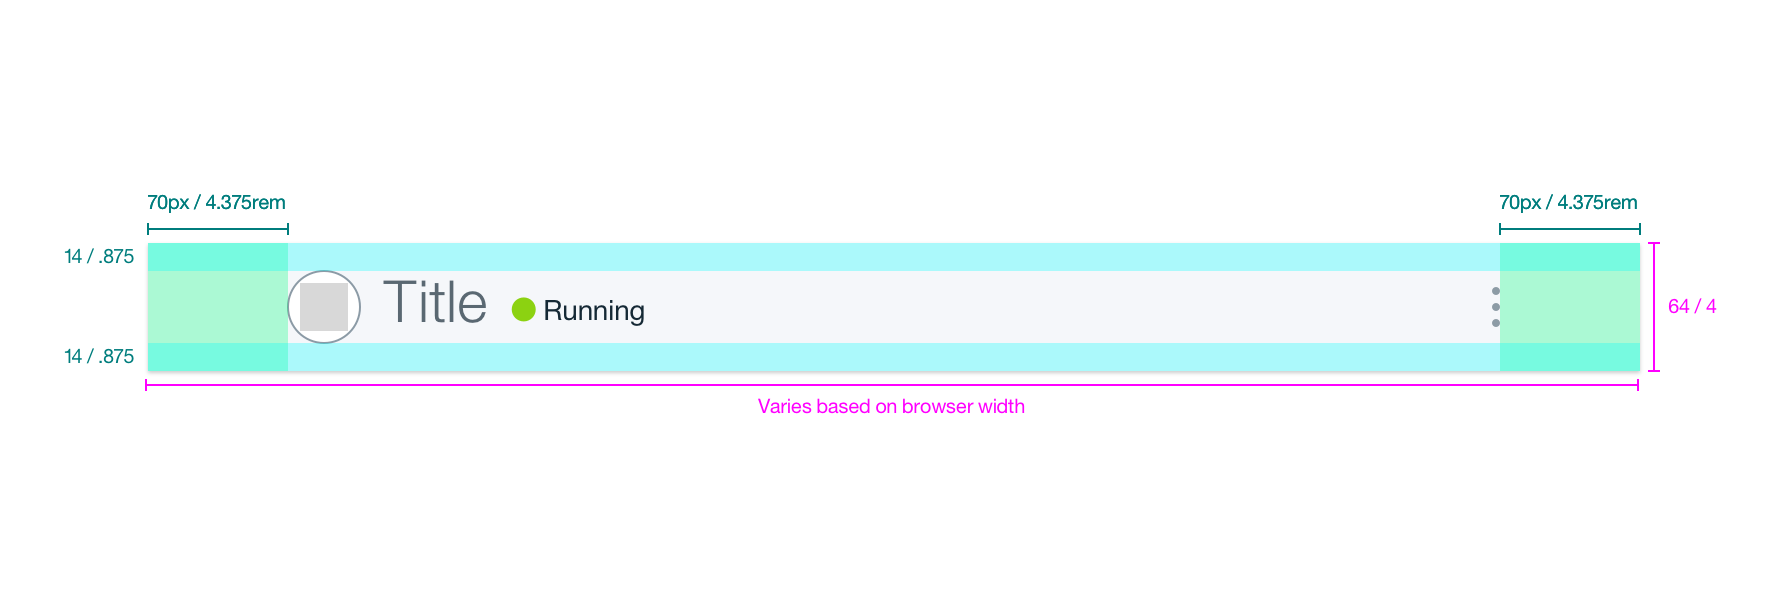 70px / 4.375rem
70px / 4.375rem
14 / .875
Title
Running
64 / 4
14 / .875
Varies based on browser width